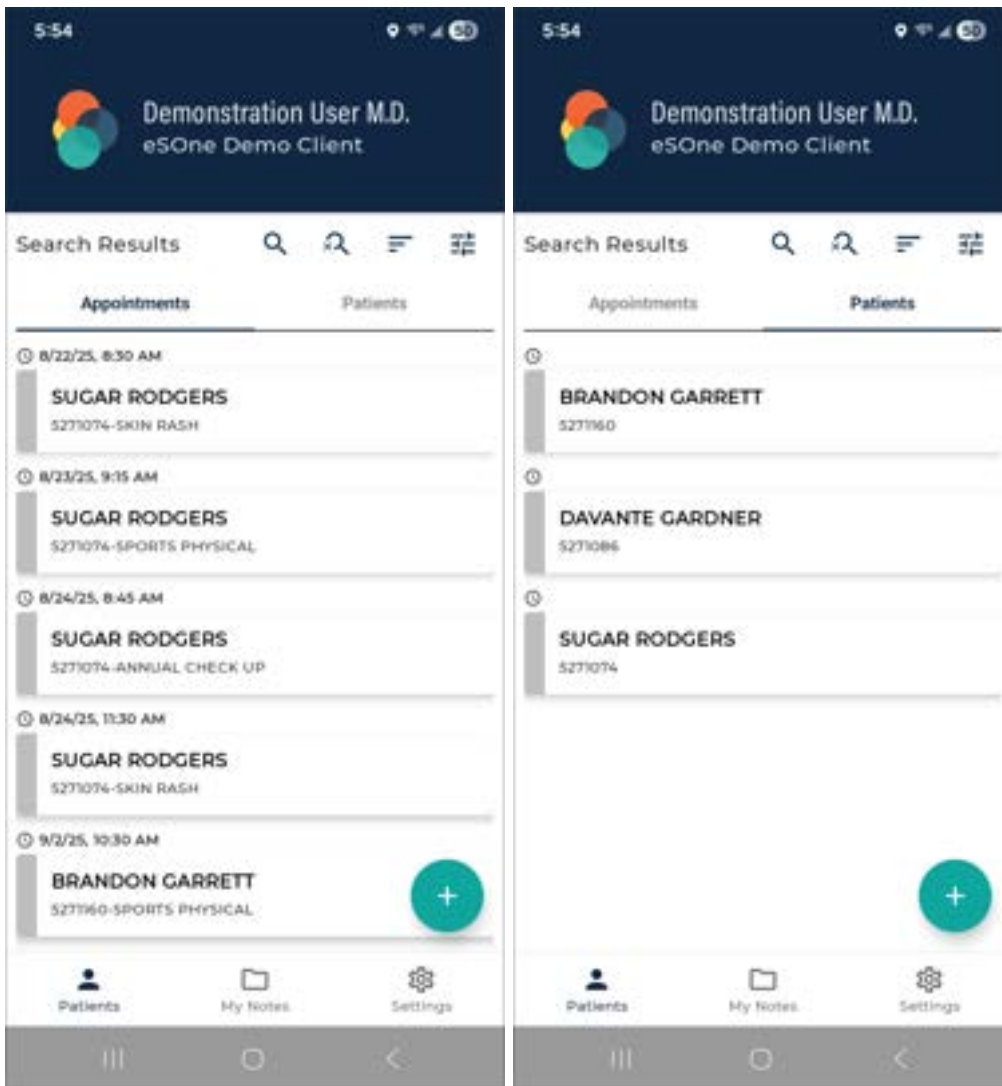 5:54
50
Demonstration User M.D.
eSOne Demo Client
Search Results
Appointments Patients
8/22/25, 8:30 AM
SUGAR RODGERS
5271074-SKIN RASH
8/23/25, 9:15 AM
SUGAR RODGERS
5271074-SPORTS PHYSICAL
8/24/25, 8:45 AM
SUGAR RODGERS
5271074-ANNUAL CHECK UP
8/24/25, 11:30 AM
SUGAR RODGERS
5271074-SKIN RASH
9/2/25, 10:30 AM
BRANDON GARRETT
5271160-SPORTS PHYSICAL
Patients My Notes Settings
5:54
50
Demonstration User M.D.
eSOne Demo Client
Search Results
Appointments Patients
BRANDON GARRETT
5271160
DAVANTE GARDNER
5271086
SUGAR RODGERS
5271074
Patients My Notes Settings